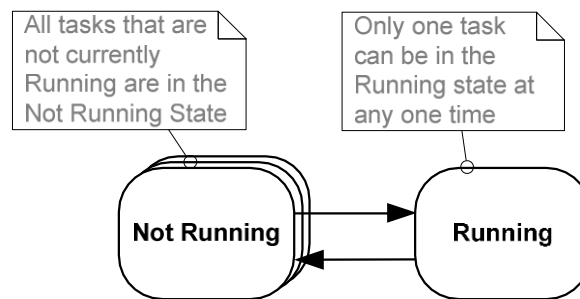 All tasks that are
not currently
Running are in the
Not Running State
Only one task
can be in the
Running state at
any one time
Not Running
Running